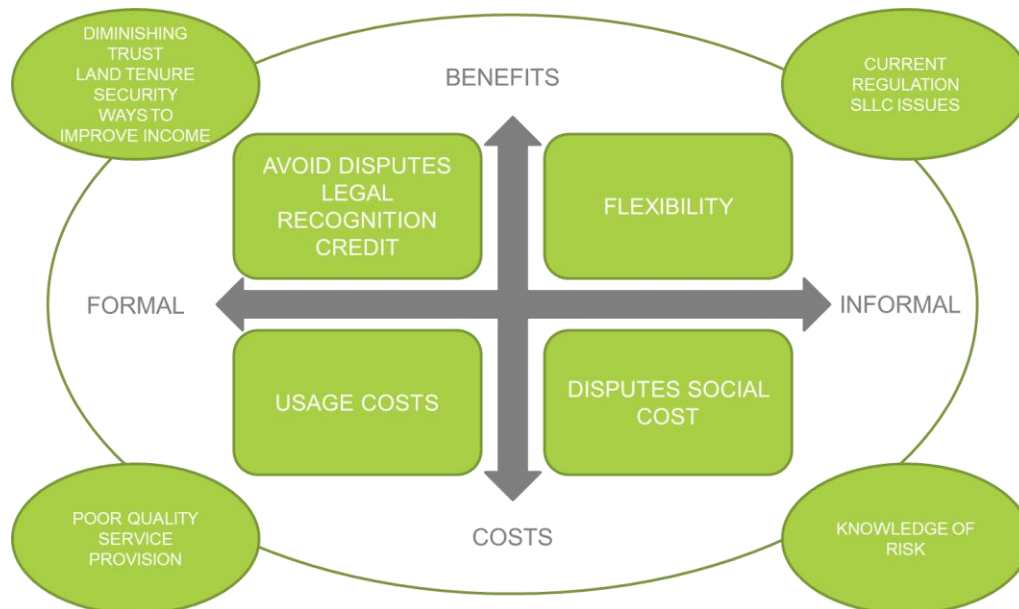 DIMINISHING
TRUST
LAND TENURE
SECURITY
WAYS TO
IMPROVE INCOME
BENEFITS
CURRENT
REGULATION
SLLC ISSUES
AVOID DISPUTES
LEGAL
RECOGNITION
CREDIT
FLEXIBILITY
FORMAL
INFORMAL
USAGE COSTS
DISPUTES SOCIAL
COST
POOR QUALITY
SERVICE
PROVISION
COSTS
KNOWLEDGE OF
RISK